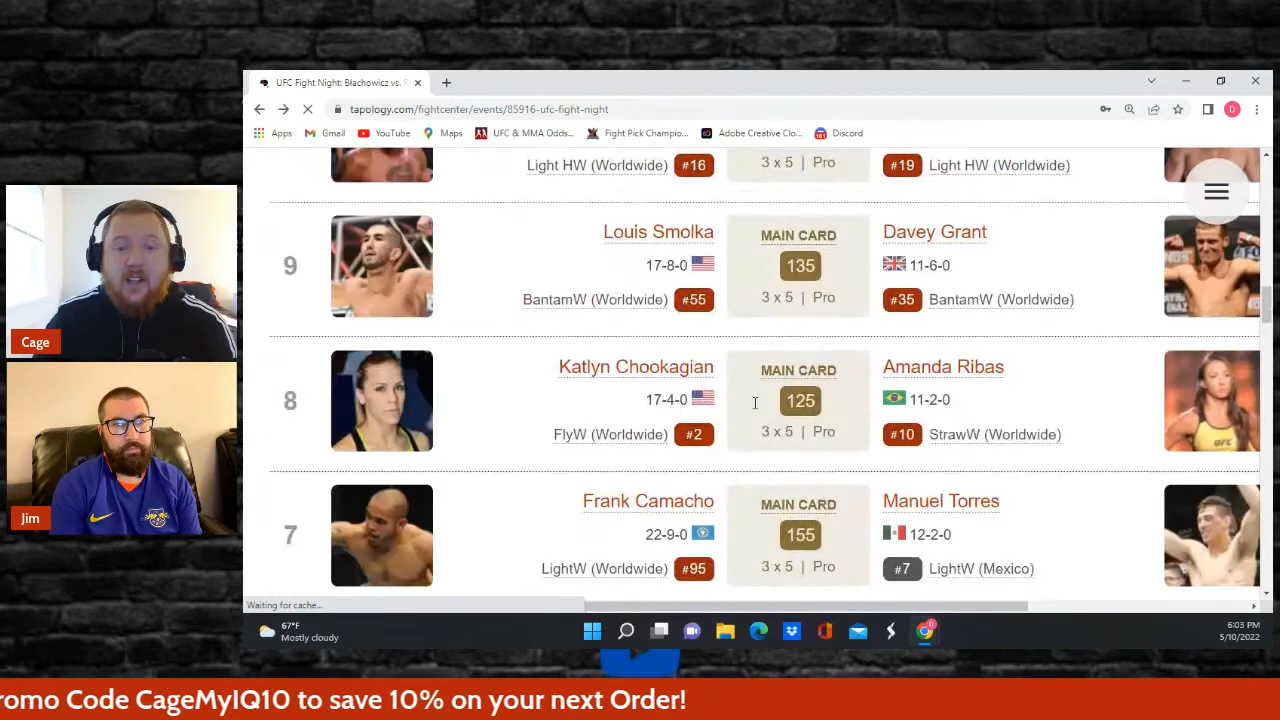 UFC Fight Night: Błachowicz vs.
tapology.com/fightcenter/events/85916-ufc-fight-night
D
Apps Gmail YouTube Maps UFC & MMA Odds... Fight Pick Champio... Adobe Creative Clo... Discord
Light HW (Worldwide) #16 3 x 5 | Pro #19 Light HW (Worldwide)
Louis Smolka MAIN CARD Davey Grant
9 17-8-0 135 11-6-0
BantamW (Worldwide) #55 3 x 5 | Pro #35 BantamW (Worldwide)
Katlyn Chookagian MAIN CARD Amanda Ribas
8 17-4-0 125 11-2-0
FlyW (Worldwide) #2 3 x 5 | Pro #10 StrawW (Worldwide)
Frank Camacho MAIN CARD Manuel Torres
7 22-9-0 155 12-2-0
LightW (Worldwide) #95 3 x 5 | Pro #7 LightW (Mexico)
Waiting for cache...
67°F
Mostly cloudy
6:03 PM
5/10/2022
Cage
Jim
romo Code CageMyIQ10 to save 10% on your next Order!